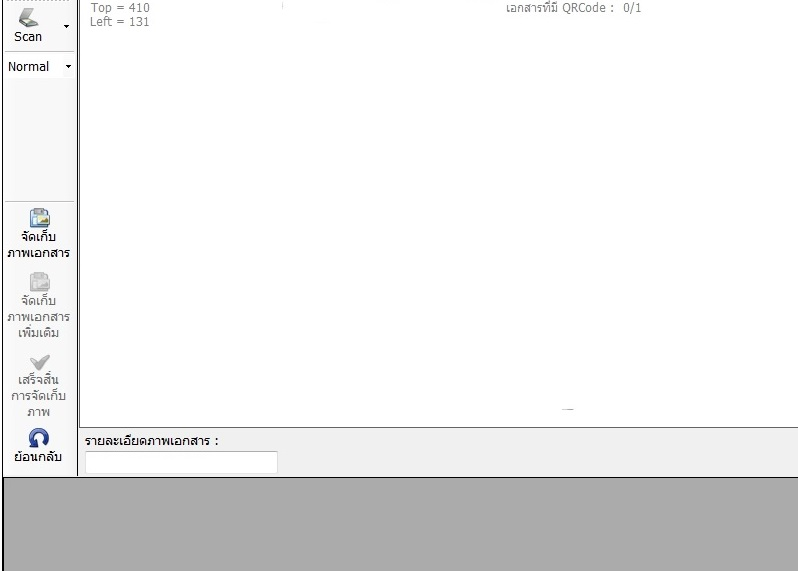 Top = 410
Left = 131
เอกสารที่มี QRCode : 0/1
Scan
Normal
จัดเก็บ
ภาพเอกสาร
จัดเก็บ
ภาพเอกสาร
เพิ่มเติม
เสร็จสิ้น
การจัดเก็บ
ภาพ
ย้อนกลับ
รายละเอียดภาพเอกสาร :